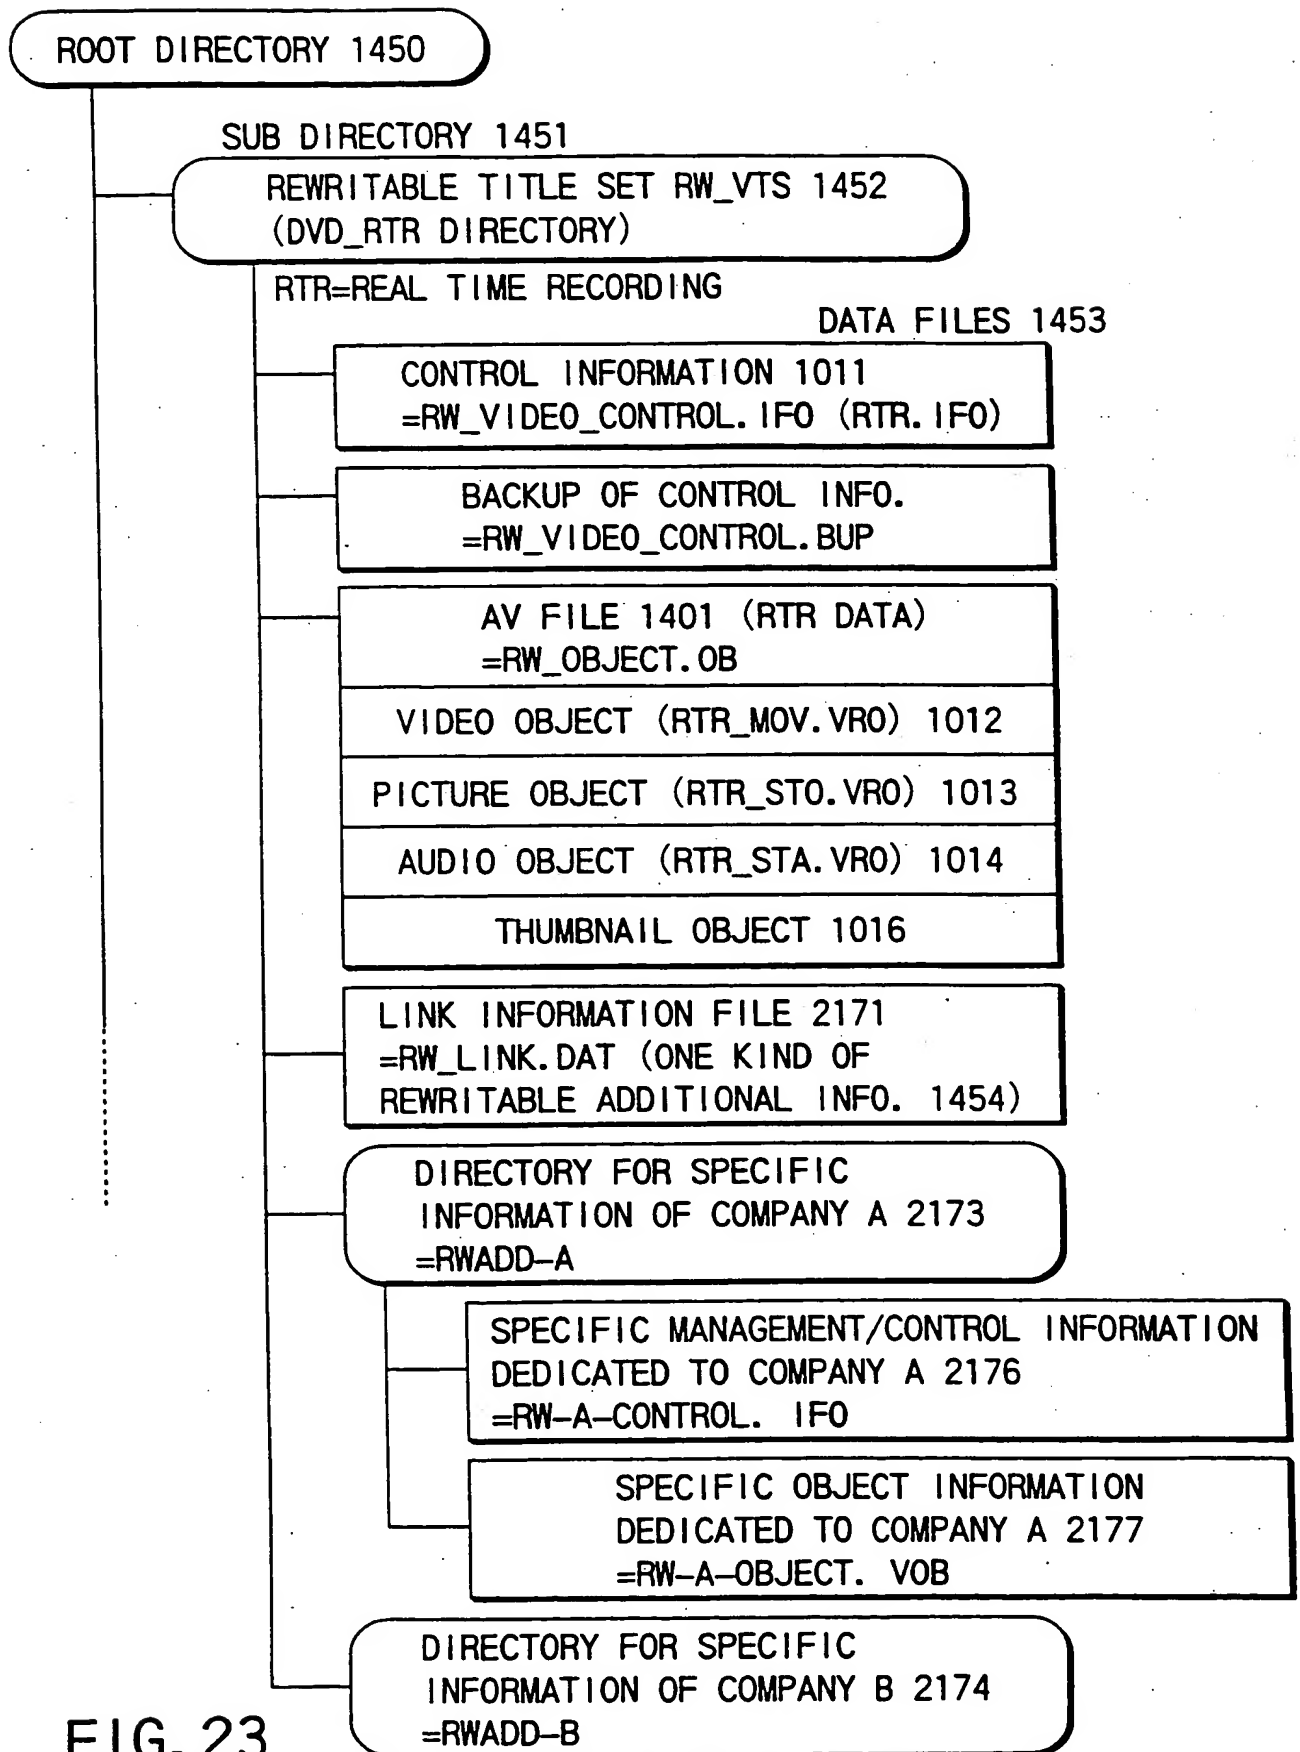 ROOT DIRECTORY 1450
SUB DIRECTORY 1451
REWRITABLE TITLE SET RW_VTS 1452
(DVD_RTR DIRECTORY)
RTR=REAL TIME RECORDING
DATA FILES 1453
CONTROL INFORMATION 1011
=RW_VIDEO_CONTROL.IFO (RTR.IFO)
BACKUP OF CONTROL INFO.
=RW_VIDEO_CONTROL.BUP
AV FILE 1401 (RTR DATA)
=RW_OBJECT.OB
VIDEO OBJECT (RTR_MOV.VRO) 1012
PICTURE OBJECT (RTR_STO.VRO) 1013
AUDIO OBJECT (RTR_STA.VRO) 1014
THUMBNAIL OBJECT 1016
LINK INFORMATION FILE 2171
=RW_LINK.DAT (ONE KIND OF
REWRITABLE ADDITIONAL INFO. 1454)
DIRECTORY FOR SPECIFIC
INFORMATION OF COMPANY A 2173
=RWADD-A
SPECIFIC MANAGEMENT/CONTROL INFORMATION
DEDICATED TO COMPANY A 2176
=RW-A-CONTROL. IFO
SPECIFIC OBJECT INFORMATION
DEDICATED TO COMPANY A 2177
=RW-A-OBJECT. VOB
DIRECTORY FOR SPECIFIC
INFORMATION OF COMPANY B 2174
=RWADD-B
FIG. 23